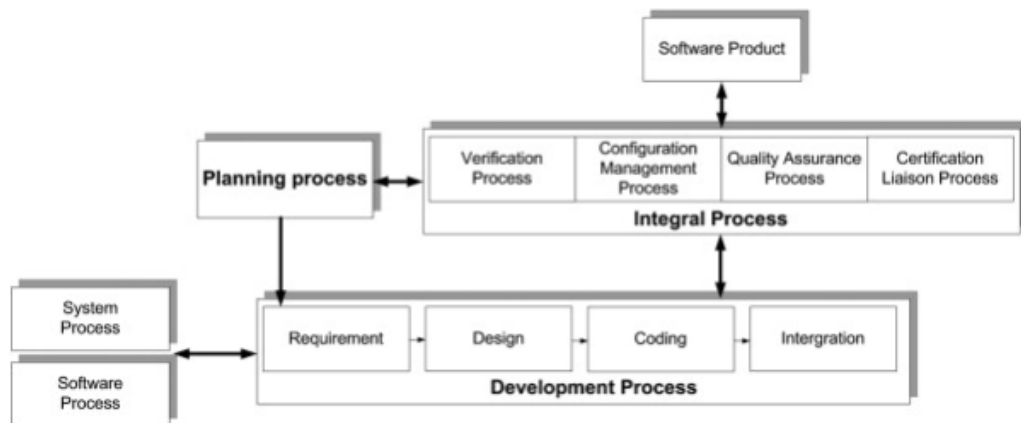 Software Product
Verification
Process
Configuration
Management
Process
Quality Assurance
Process
Certification
Liaison Process
Integral Process
Planning process
System
Process
Software
Process
Requirement
Design
Coding
Intergration
Development Process